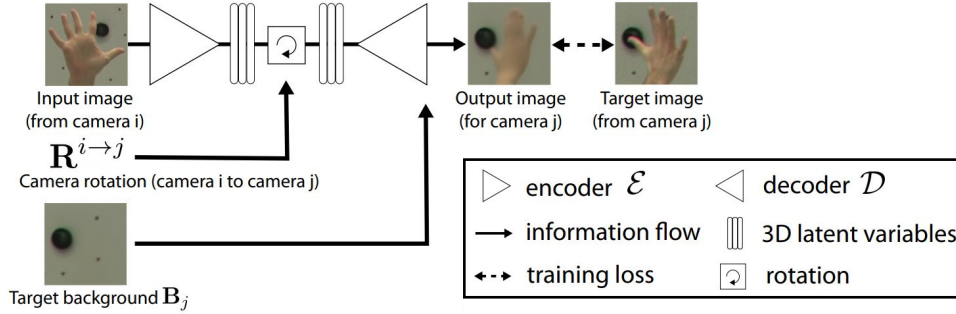 Input image
(from camera i)
Output image
(for camera j)
Target image
(from camera j)
R^{i→j}
Camera rotation (camera i to camera j)
Target background B_j
encoder ℰ
decoder 𝒟
information flow
3D latent variables
training loss
rotation